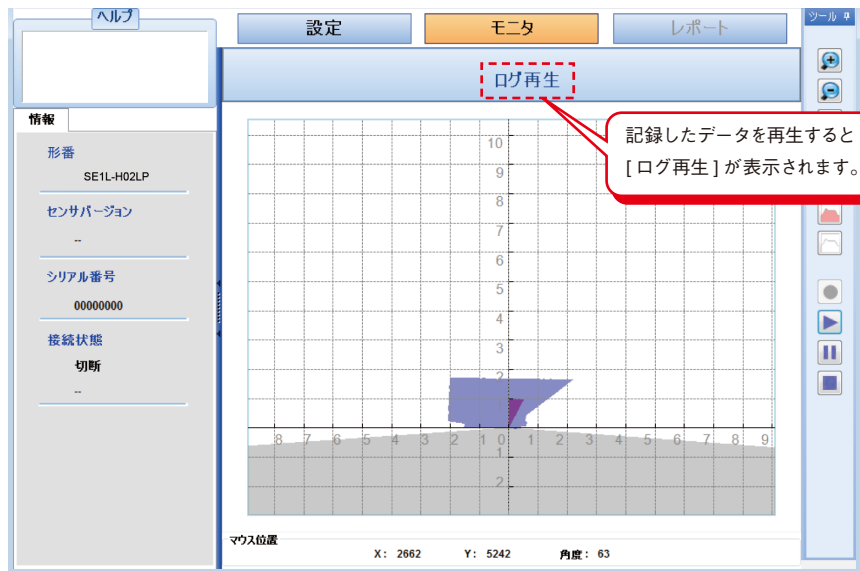 ヘルプ
設定
モニタ
レポート
ツール
ログ再生
記録したデータを再生すると
[ログ再生]が表示されます。
情報
形番
SE1L-H02LP
センサバージョン
--
シリアル番号
00000000
接続状態
切断
--
10
9
8
7
6
5
4
3
2
1
8 7 6 5 4 3 2 1 0 1 2 3 4 5 6 7 8 9
1
2
マウス位置
X: 2662 Y: 5242 角度: 63